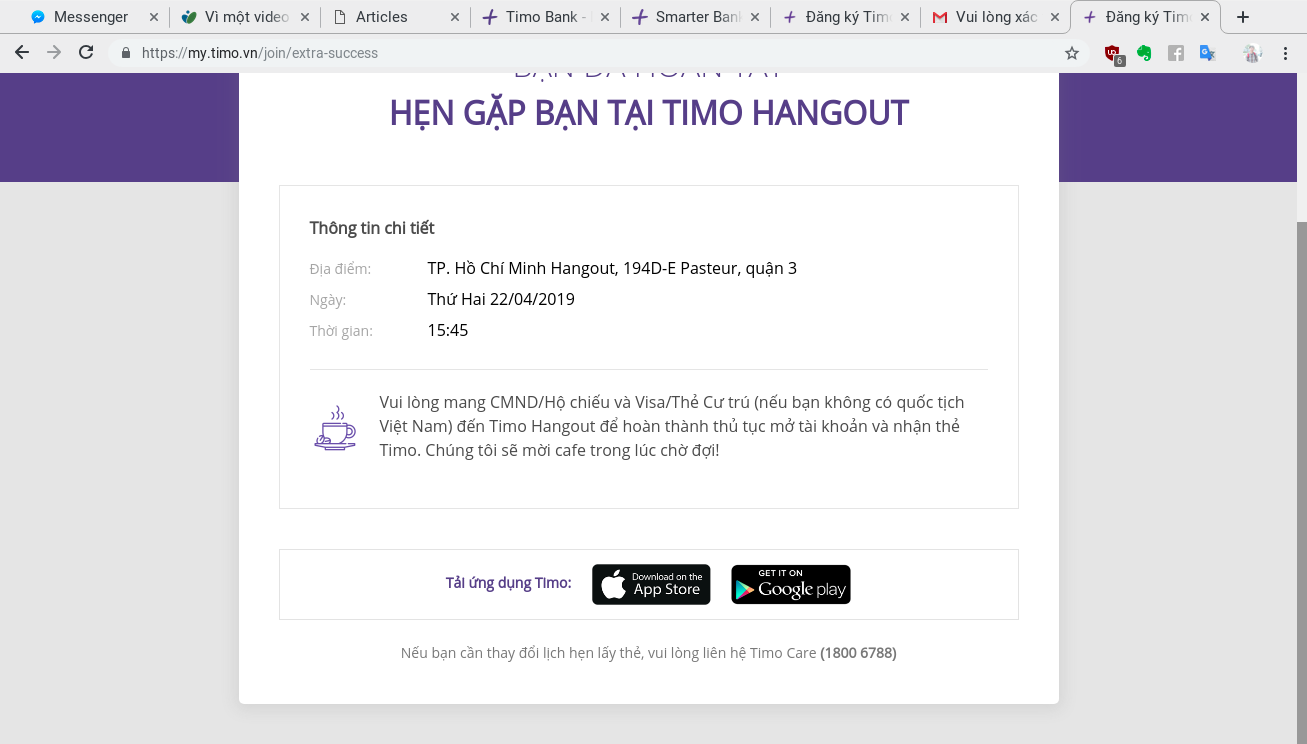 Messenger
Vì một video
Articles
Timo Bank -
Smarter Bank
Đăng ký Timo
Vui lòng xác
Đăng ký Timo
https://my.timo.vn/join/extra-success
6
BẠN ĐÃ HOÀN TẤT
HẸN GẶP BẠN TẠI TIMO HANGOUT
Thông tin chi tiết
Địa điểm: TP. Hồ Chí Minh Hangout, 194D-E Pasteur, quận 3
Ngày: Thứ Hai 22/04/2019
Thời gian: 15:45
Vui lòng mang CMND/Hộ chiếu và Visa/Thẻ Cư trú (nếu bạn không có quốc tịch
Việt Nam) đến Timo Hangout để hoàn thành thủ tục mở tài khoản và nhận thẻ
Timo. Chúng tôi sẽ mời cafe trong lúc chờ đợi!
Tải ứng dụng Timo:
Download on the
App Store
GET IT ON
Google play
Nếu bạn cần thay đổi lịch hẹn lấy thẻ, vui lòng liên hệ Timo Care (1800 6788)